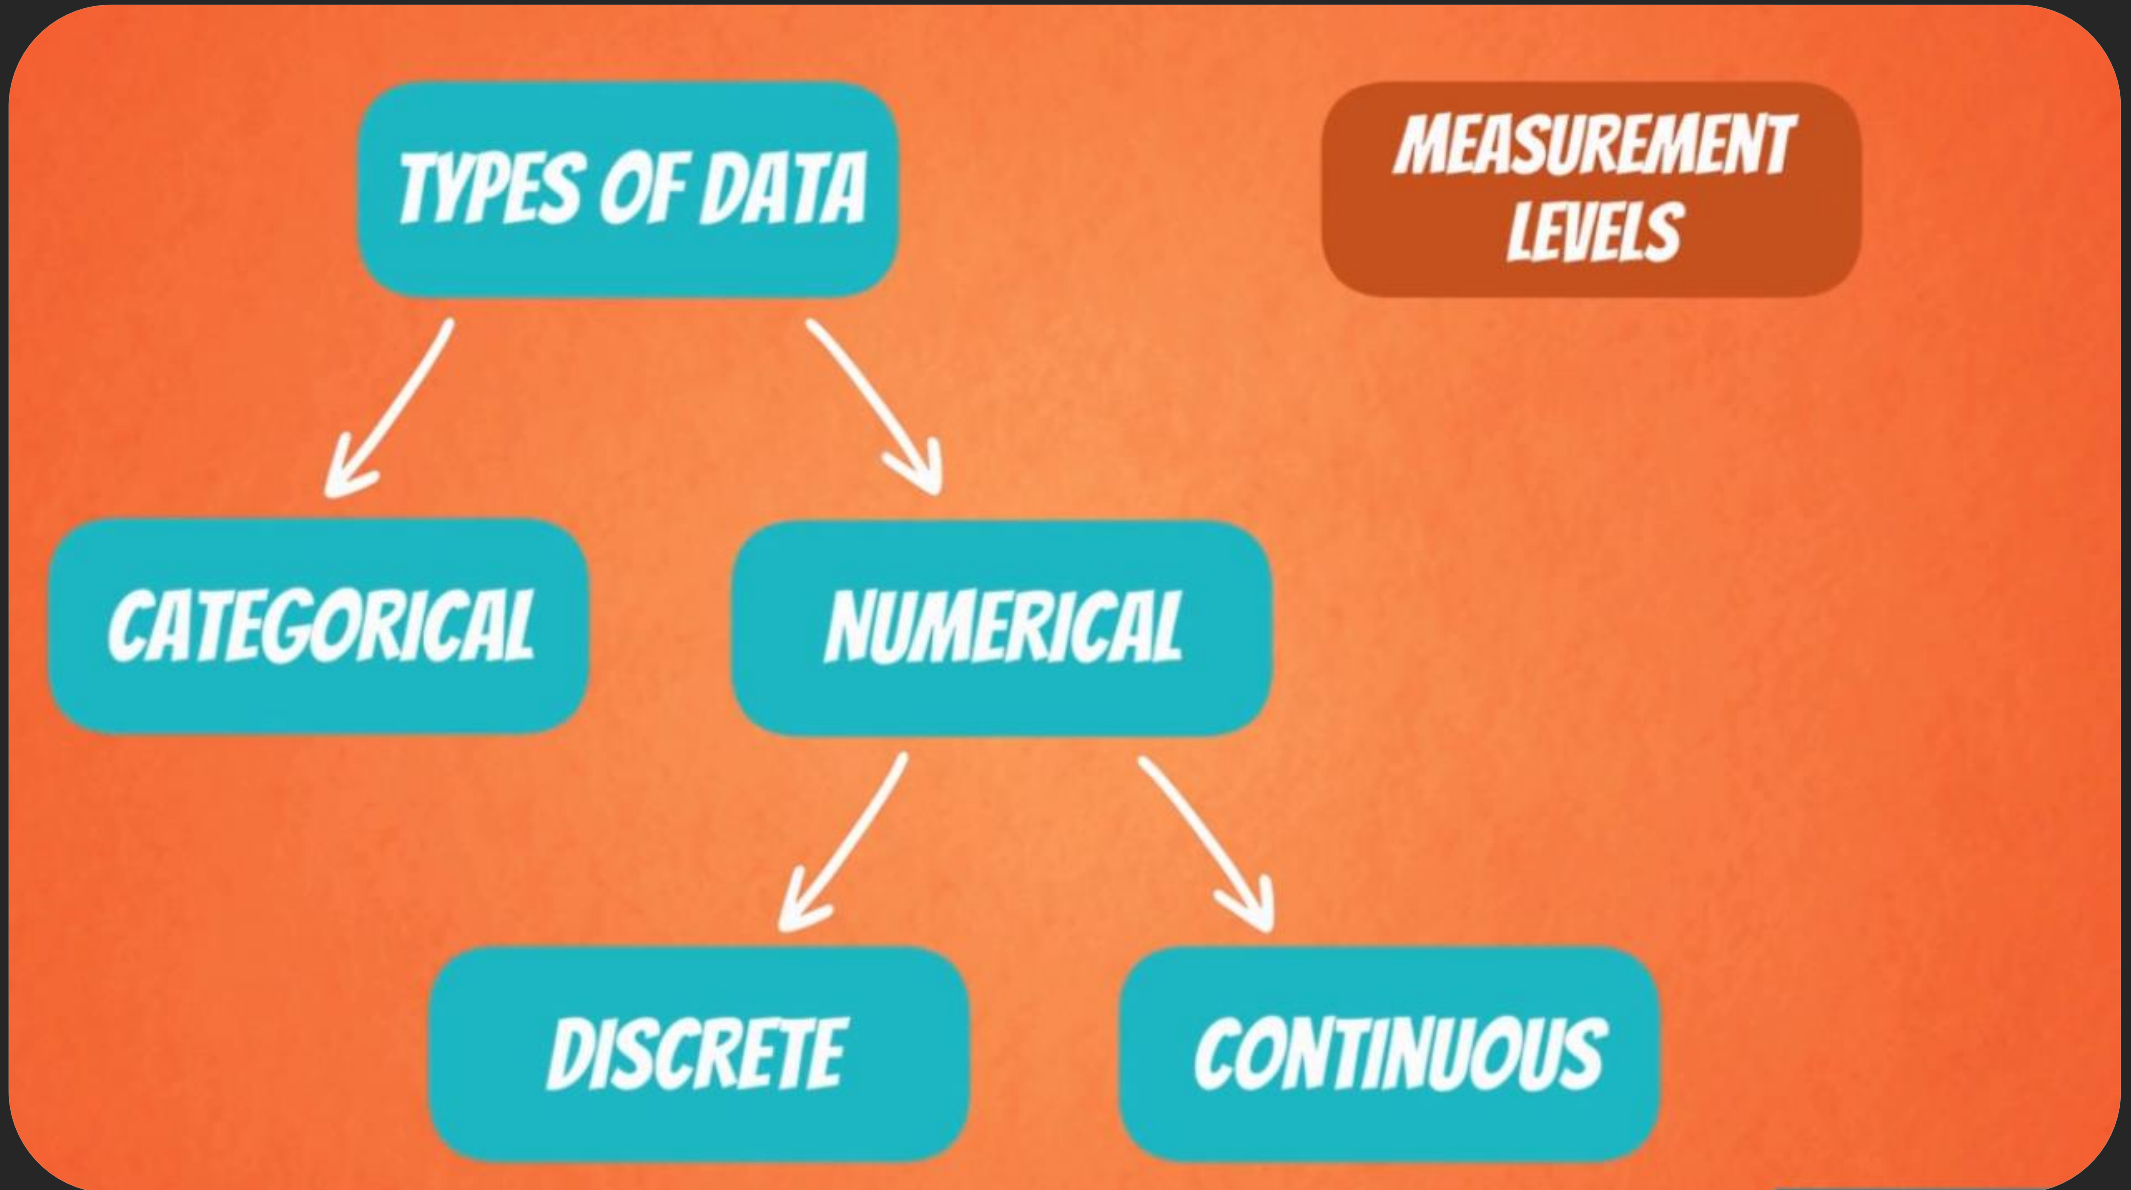 TYPES OF DATA
MEASUREMENT
LEVELS
CATEGORICAL
NUMERICAL
DISCRETE
CONTINUOUS